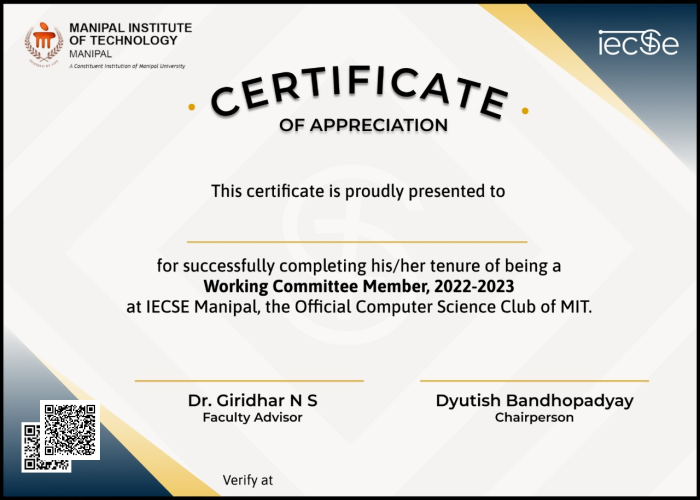 MANIPAL INSTITUTE
OF TECHNOLOGY
MANIPAL
A Constituent Institution of Manipal University
iecSe
CERTIFICATE
OF APPRECIATION
This certificate is proudly presented to
for successfully completing his/her tenure of being a
Working Committee Member, 2022-2023
at IECSE Manipal, the Official Computer Science Club of MIT.
Dr. Giridhar N S
Faculty Advisor
Dyutish Bandhopadyay
Chairperson
Verify at